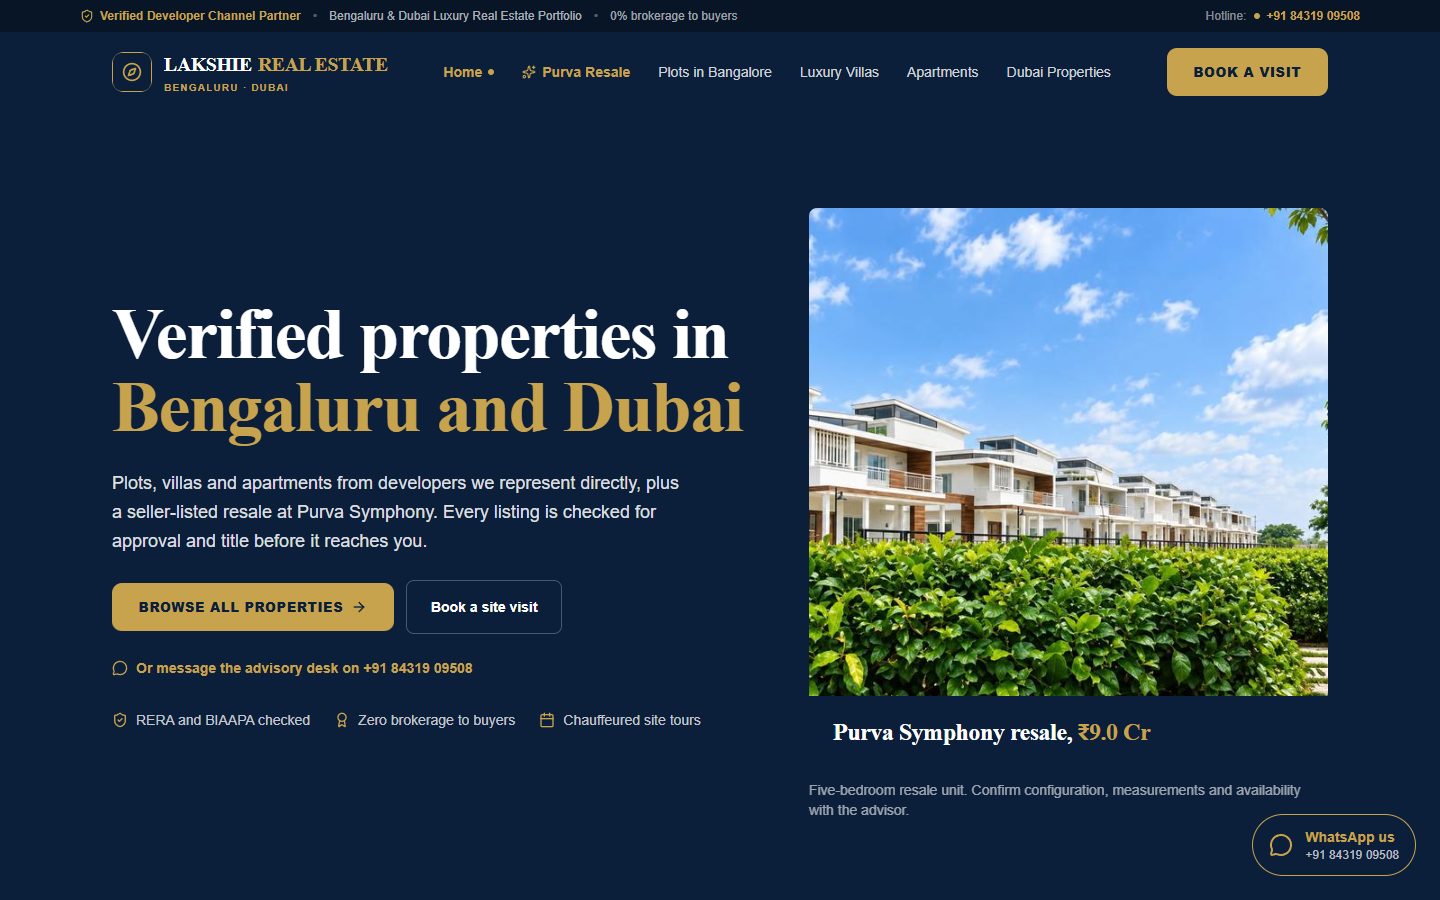 Verified Developer Channel Partner • Bengaluru & Dubai Luxury Real Estate Portfolio • 0% brokerage to buyers
Hotline: • +91 84319 09508
LAKSHIE REAL ESTATE
BENGALURU · DUBAI
Home •
Purva Resale
Plots in Bangalore
Luxury Villas
Apartments
Dubai Properties
BOOK A VISIT
Verified properties in
Bengaluru and Dubai
Plots, villas and apartments from developers we represent directly, plus
a seller-listed resale at Purva Symphony. Every listing is checked for
approval and title before it reaches you.
BROWSE ALL PROPERTIES →
Book a site visit
Or message the advisory desk on +91 84319 09508
RERA and BIAAPA checked
Zero brokerage to buyers
Chauffeured site tours
Purva Symphony resale, ₹9.0 Cr
Five-bedroom resale unit. Confirm configuration, measurements and availability
with the advisor.
WhatsApp us
+91 84319 09508